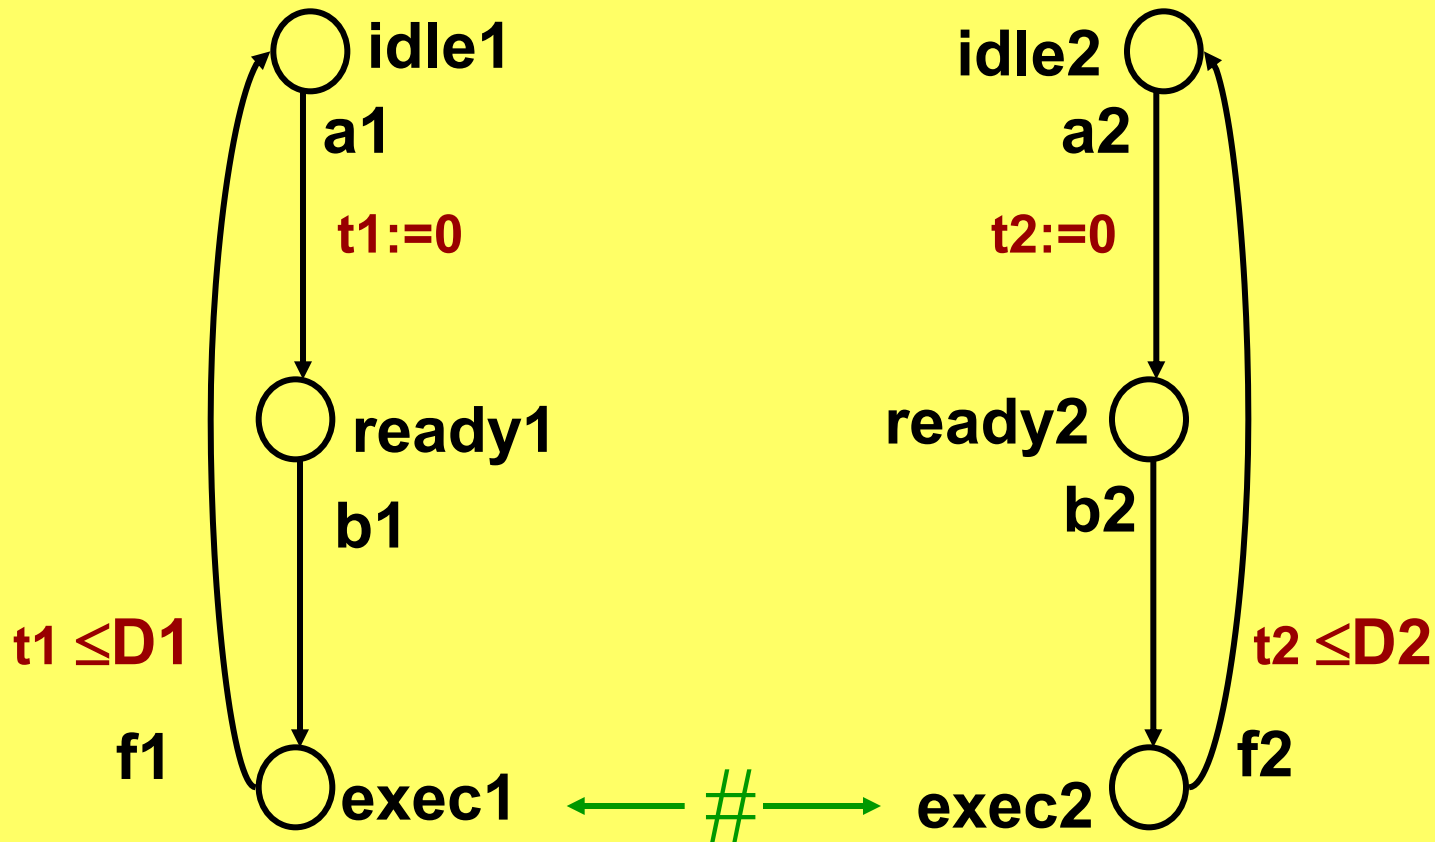 idle1
idle2
a1
a2
t1:=0
t2:=0
ready1
ready2
b1
b2
t1 ≤D1
t2 ≤D2
f1
f2
exec1
#
exec2